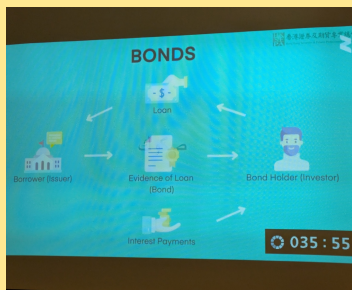 BONDS
Loan
Borrower (Issuer)
Evidence of Loan
(Bond)
Bond Holder (Investor)
Interest Payments
035:55